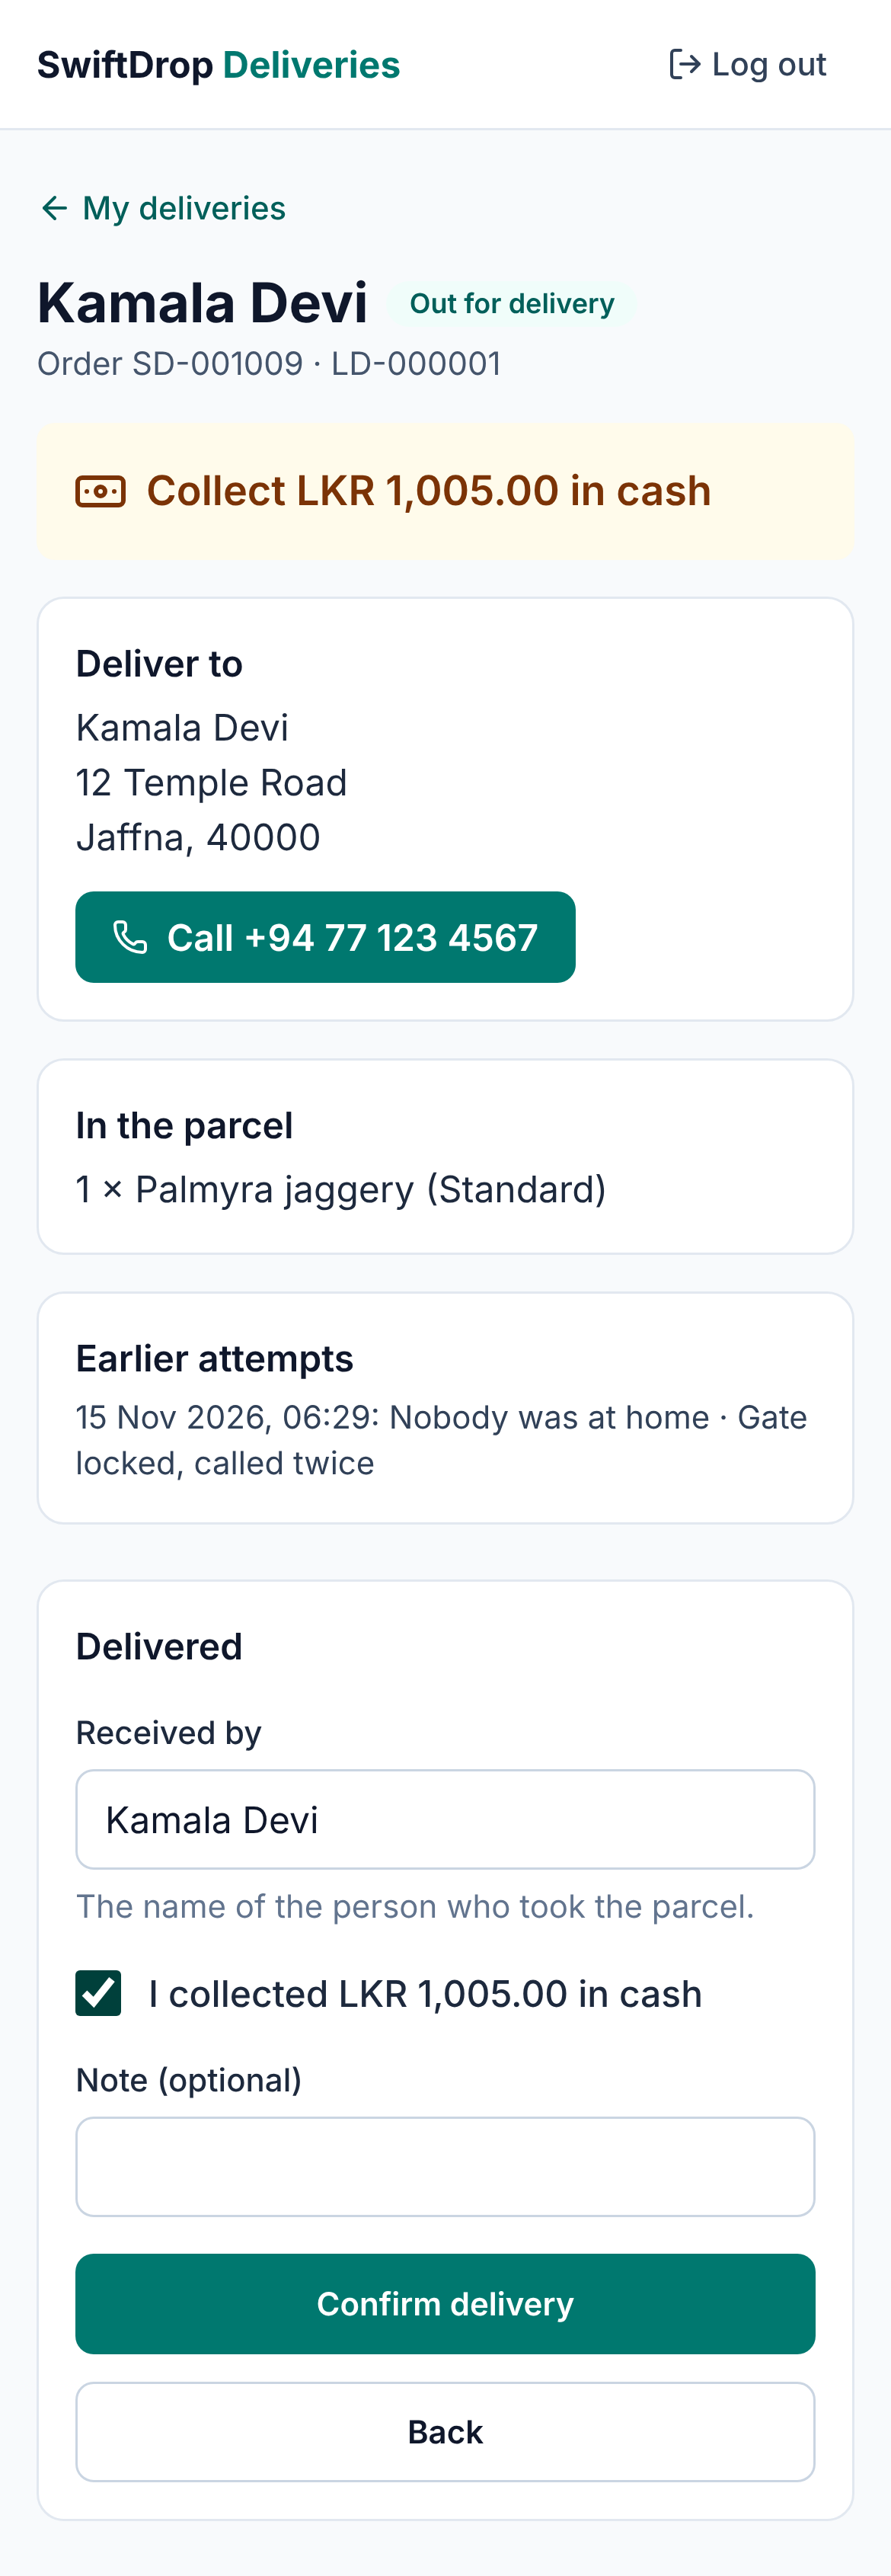 SwiftDrop Deliveries
Log out
My deliveries
Kamala Devi
Out for delivery
Order SD-001009 · LD-000001
Collect LKR 1,005.00 in cash
Deliver to
Kamala Devi
12 Temple Road
Jaffna, 40000
Call +94 77 123 4567
In the parcel
1 × Palmyra jaggery (Standard)
Earlier attempts
15 Nov 2026, 06:29: Nobody was at home · Gate
locked, called twice
Delivered
Received by
Kamala Devi
The name of the person who took the parcel.
I collected LKR 1,005.00 in cash
Note (optional)
Confirm delivery
Back